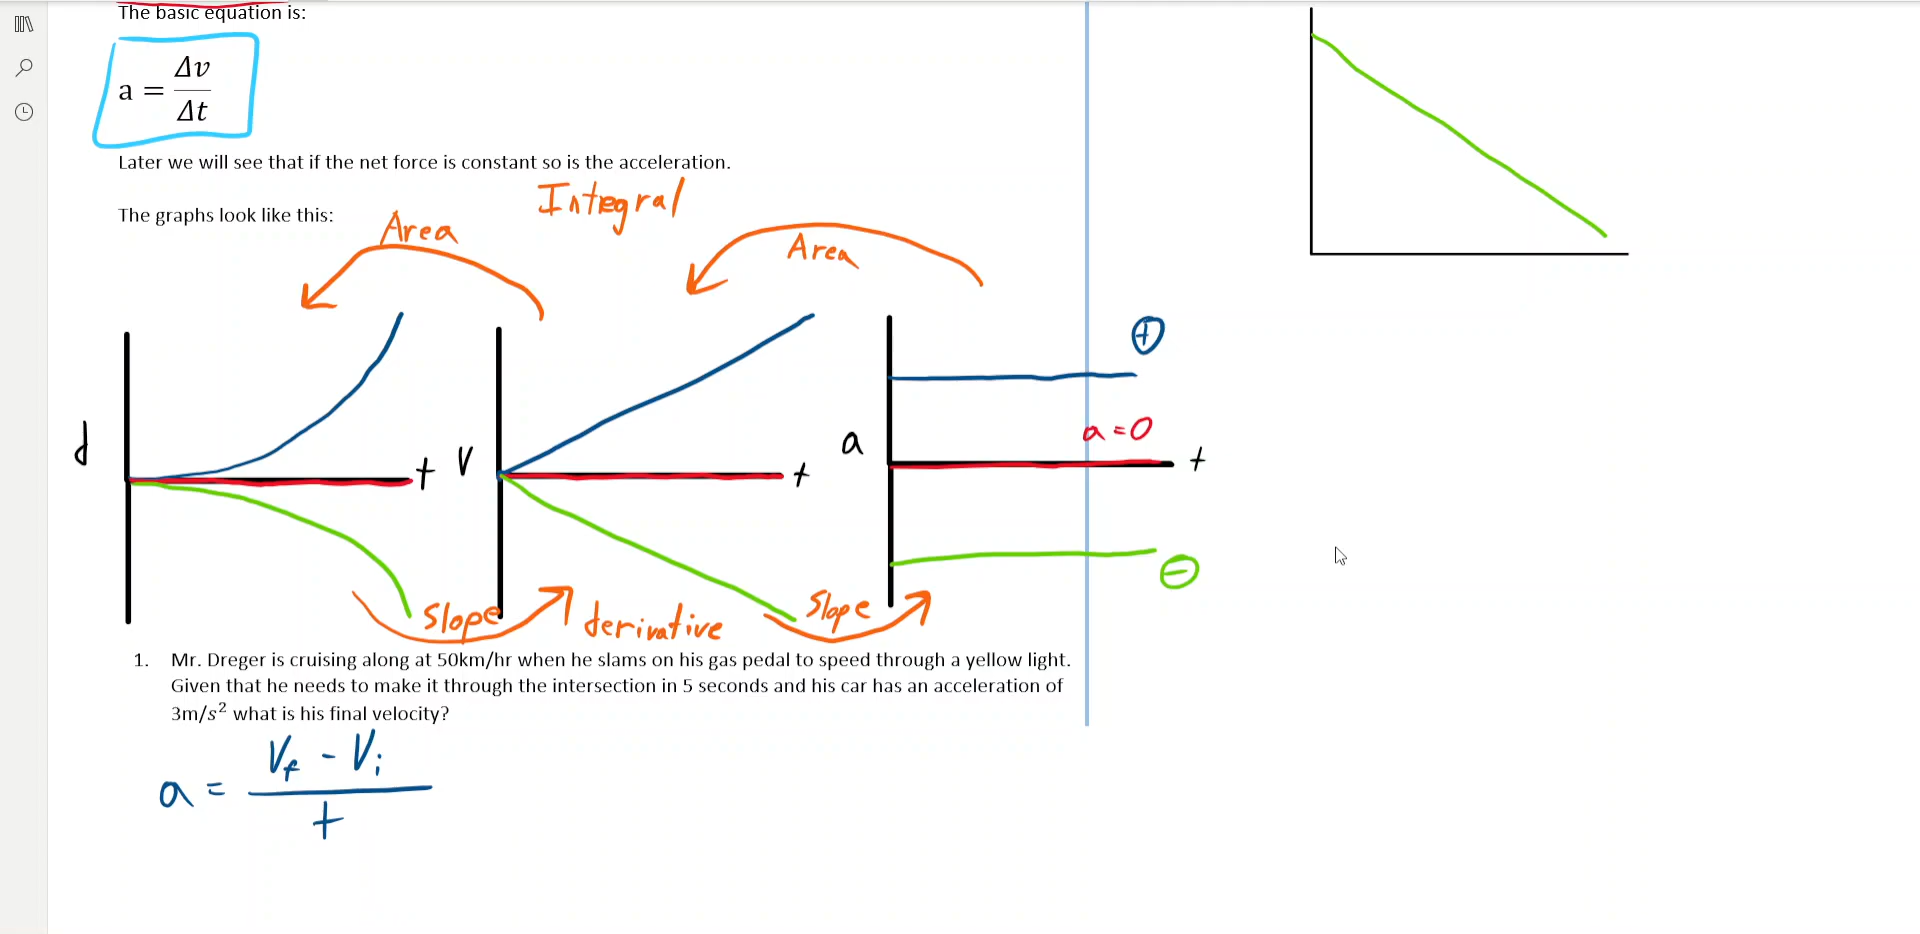 The basic equation is:
a = Δv / Δt
Later we will see that if the net force is constant so is the acceleration.
Integral
The graphs look like this:
Area
Area
+
a = 0
d
t
v
t
a
t
-
Slope
derivative
Slope
1. Mr. Dreger is cruising along at 50km/hr when he slams on his gas pedal to speed through a yellow light.
Given that he needs to make it through the intersection in 5 seconds and his car has an acceleration of
3m/s² what is his final velocity?
a = Vf - Vi / t